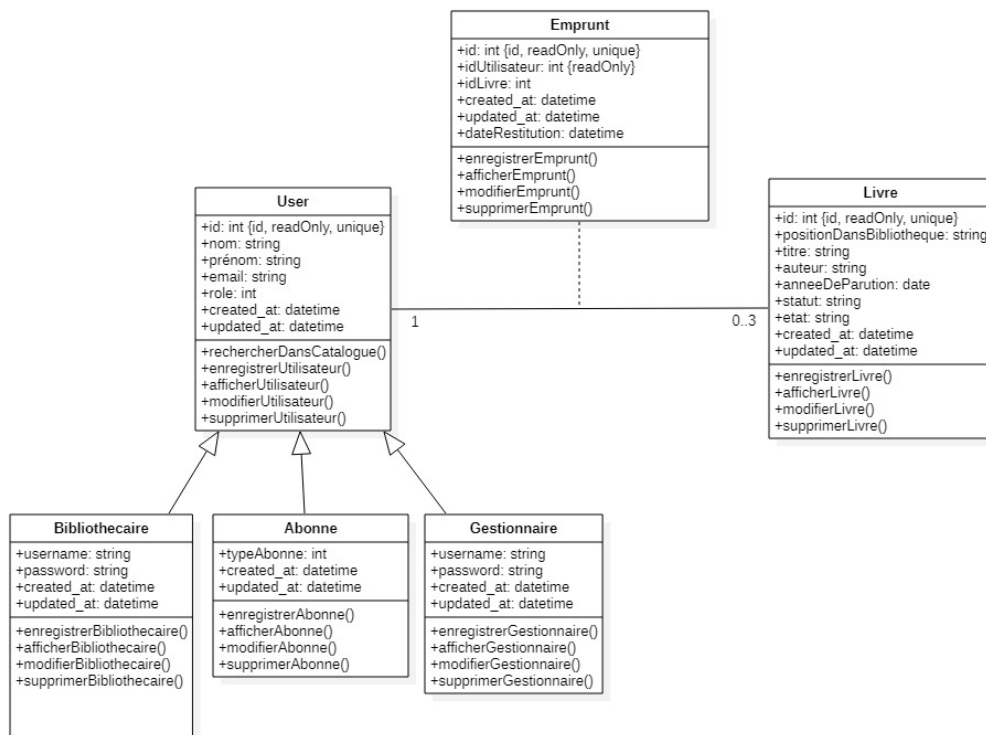 Emprunt
+id: int {id, readOnly, unique}
+idUtilisateur: int {readOnly}
+idLivre: int
+created_at: datetime
+updated_at: datetime
+dateRestitution: datetime
+enregistrerEmprunt()
+afficherEmprunt()
+modifierEmprunt()
+supprimerEmprunt()
User
+id: int {id, readOnly, unique}
+nom: string
+prénom: string
+email: string
+role: int
+created_at: datetime
+updated_at: datetime
+rechercherDansCatalogue()
+enregistrerUtilisateur()
+afficherUtilisateur()
+modifierUtilisateur()
+supprimerUtilisateur()
1
0..3
Livre
+id: int {id, readOnly, unique}
+positionDansBibliotheque: string
+titre: string
+auteur: string
+anneeDeParution: date
+statut: string
+etat: string
+created_at: datetime
+updated_at: datetime
+enregistrerLivre()
+afficherLivre()
+modifierLivre()
+supprimerLivre()
Bibliothecaire
+username: string
+password: string
+created_at: datetime
+updated_at: datetime
+enregistrerBibliothecaire()
+afficherBibliothecaire()
+modifierBibliothecaire()
+supprimerBibliothecaire()
Abonne
+typeAbonne: int
+created_at: datetime
+updated_at: datetime
+enregistrerAbonne()
+afficherAbonne()
+modifierAbonne()
+supprimerAbonne()
Gestionnaire
+username: string
+password: string
+created_at: datetime
+updated_at: datetime
+enregistrerGestionnaire()
+afficherGestionnaire()
+modifierGestionnaire()
+supprimerGestionnaire()